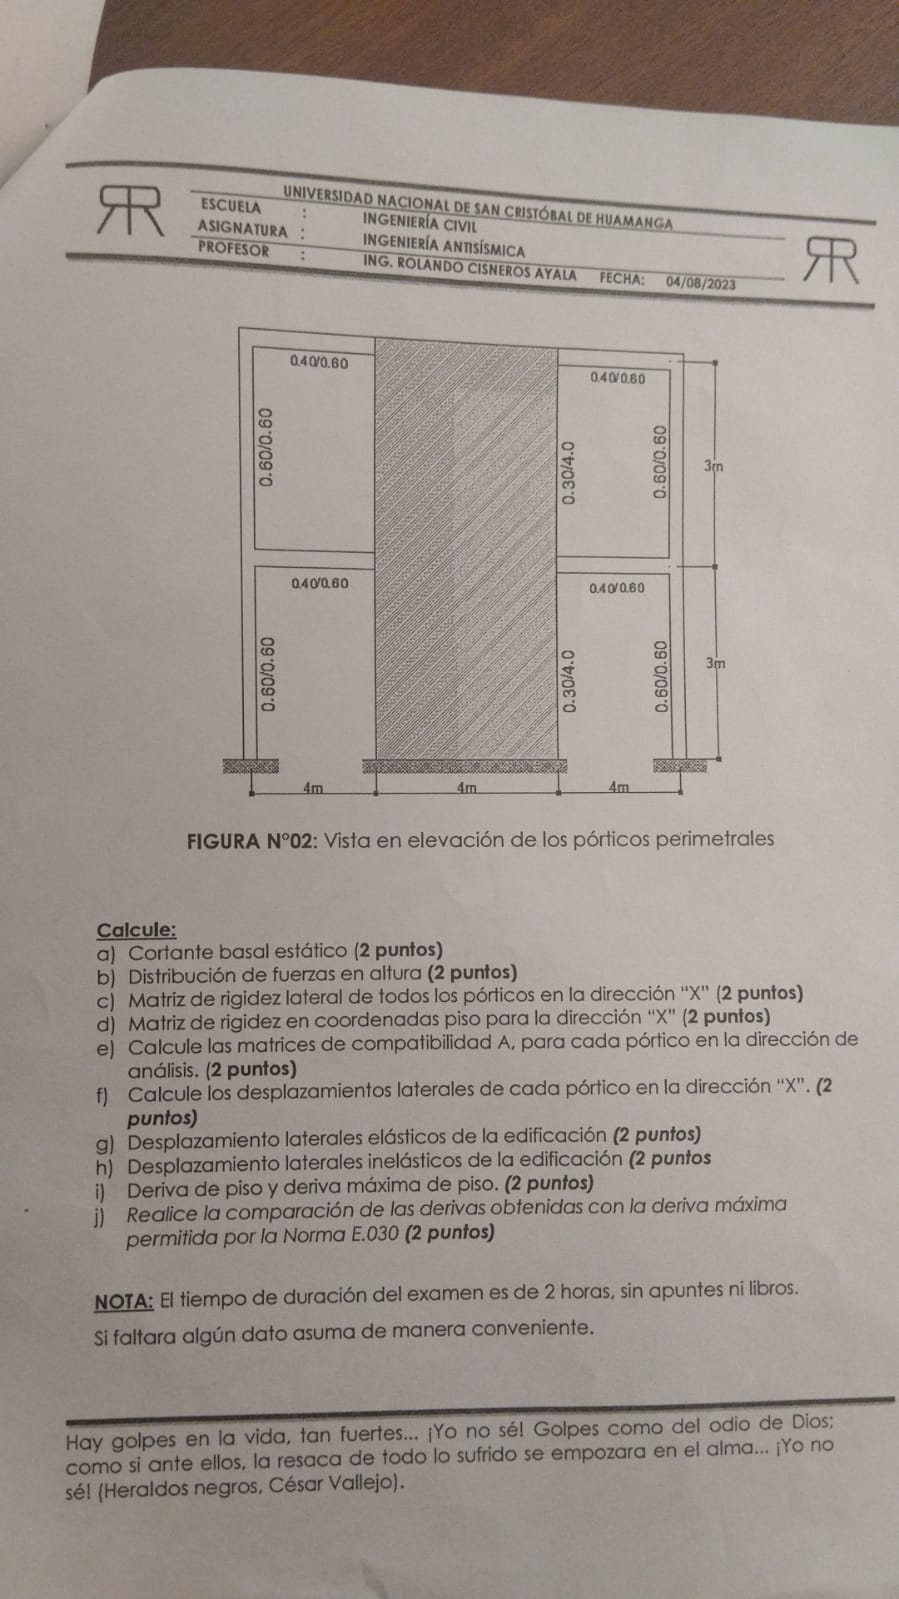 UNIVERSIDAD NACIONAL DE SAN CRISTÓBAL DE HUAMANGA
ESCUELA : INGENIERÍA CIVIL
ASIGNATURA : INGENIERÍA ANTISÍSMICA
PROFESOR : ING. ROLANDO CISNEROS AYALA FECHA: 04/08/2023
0.40/0.60
0.40/0.60
0.60/0.60
0.30/4.0
0.60/0.60
3m
0.40/0.60
0.40/0.60
0.60/0.60
0.30/4.0
0.60/0.60
3m
4m
4m
4m
FIGURA N°02: Vista en elevación de los pórticos perimetrales
Calcule:
a) Cortante basal estático (2 puntos)
b) Distribución de fuerzas en altura (2 puntos)
c) Matriz de rigidez lateral de todos los pórticos en la dirección "X" (2 puntos)
d) Matriz de rigidez en coordenadas piso para la dirección "X" (2 puntos)
e) Calcule las matrices de compatibilidad A, para cada pórtico en la dirección de
análisis. (2 puntos)
f) Calcule los desplazamientos laterales de cada pórtico en la dirección "X". (2
puntos)
g) Desplazamiento laterales elásticos de la edificación (2 puntos)
h) Desplazamiento laterales inelásticos de la edificación (2 puntos
i) Deriva de piso y deriva máxima de piso. (2 puntos)
j) Realice la comparación de las derivas obtenidas con la deriva máxima
permitida por la Norma E.030 (2 puntos)
NOTA: El tiempo de duración del examen es de 2 horas, sin apuntes ni libros.
Si faltara algún dato asuma de manera conveniente.
Hay golpes en la vida, tan fuertes... ¡Yo no sé! Golpes como del odio de Dios;
como si ante ellos, la resaca de todo lo sufrido se empozara en el alma... ¡Yo no
sé! (Heraldos negros, César Vallejo).